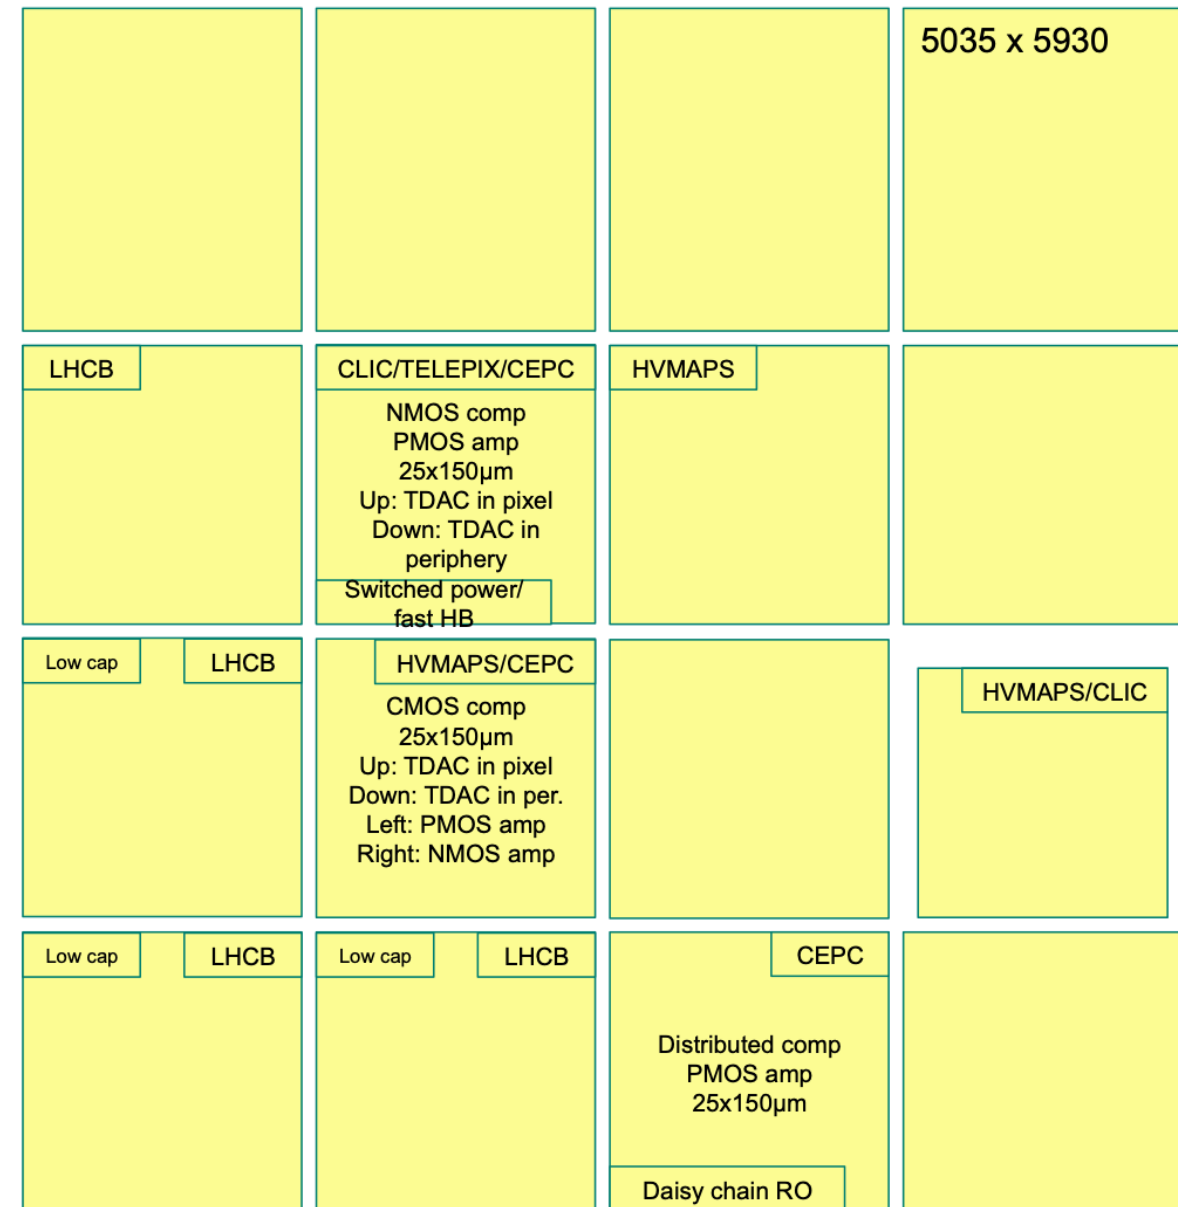 5035 x 5930
LHCB
CLIC/TELEPIX/CEPC
NMOS comp
PMOS amp
25x150µm
Up: TDAC in pixel
Down: TDAC in
periphery
Switched power/
fast HB
HVMAPS
Low cap
LHCB
HVMAPS/CEPC
CMOS comp
25x150µm
Up: TDAC in pixel
Down: TDAC in per.
Left: PMOS amp
Right: NMOS amp
HVMAPS/CLIC
Low cap
LHCB
Low cap
LHCB
CEPC
Distributed comp
PMOS amp
25x150µm
Daisy chain RO